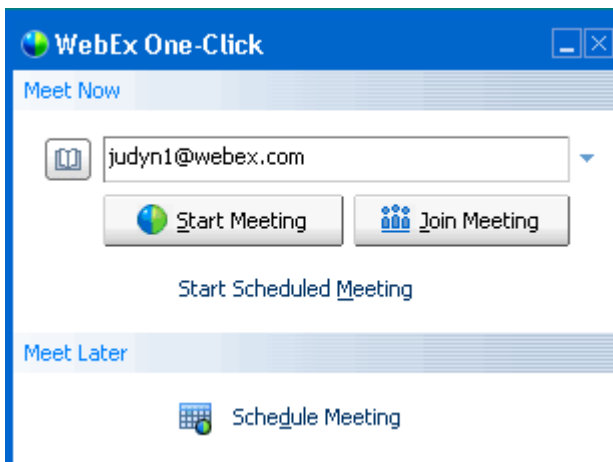 WebEx One-Click
Meet Now
judyn1@webex.com
Start Meeting Join Meeting
Start Scheduled Meeting
Meet Later
Schedule Meeting